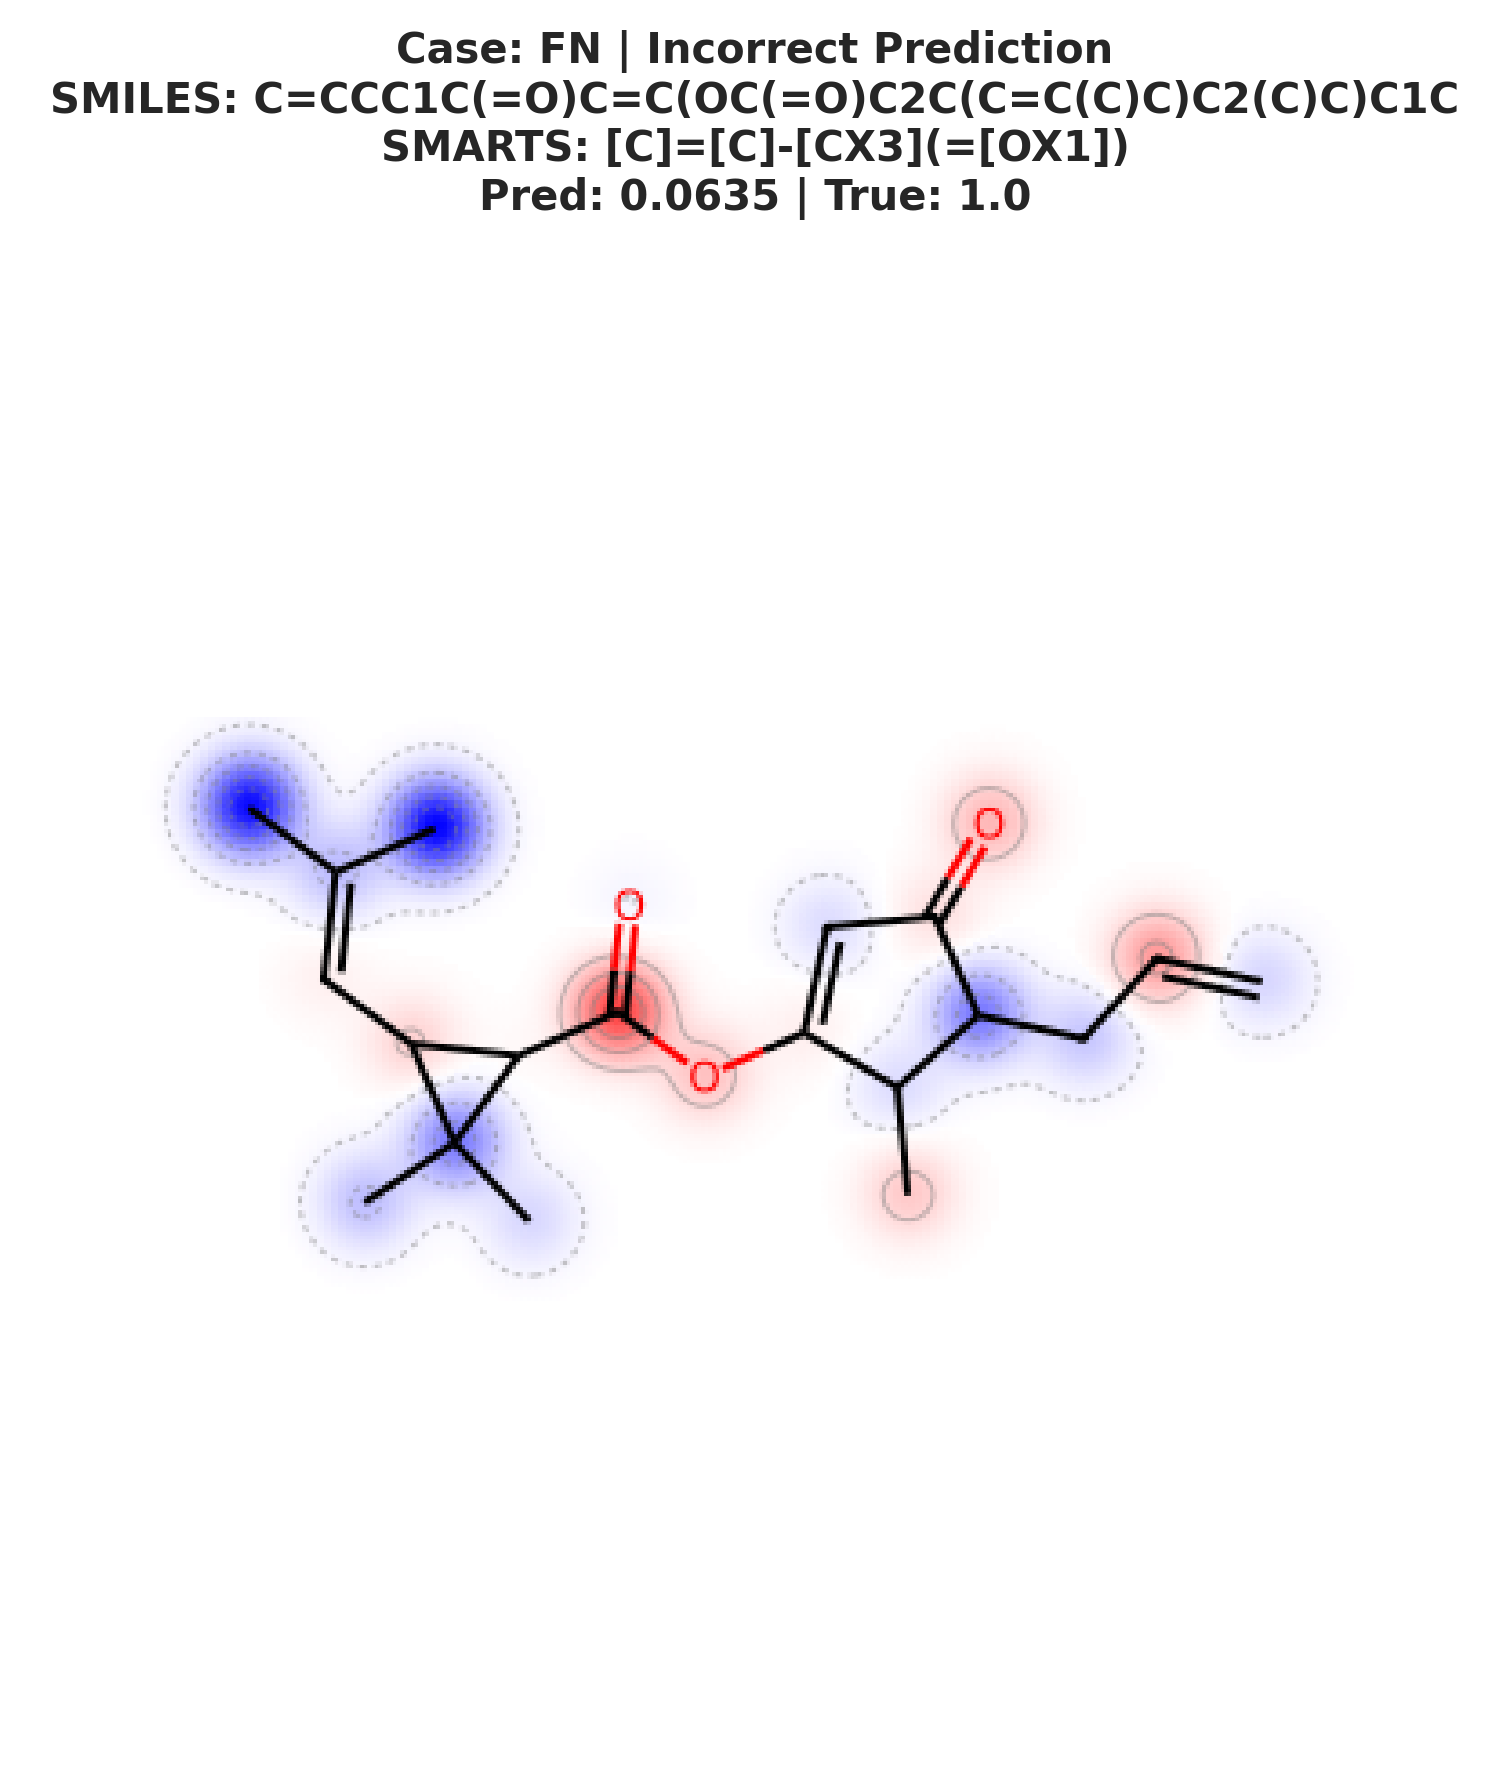 Case: FN | Incorrect Prediction
SMILES: C=CCC1C(=O)C=C(OC(=O)C2C(C=C(C)C)C2(C)C)C1C
SMARTS: [C]=[C]-[CX3](=[OX1])
Pred: 0.0635 | True: 1.0
O
O
O